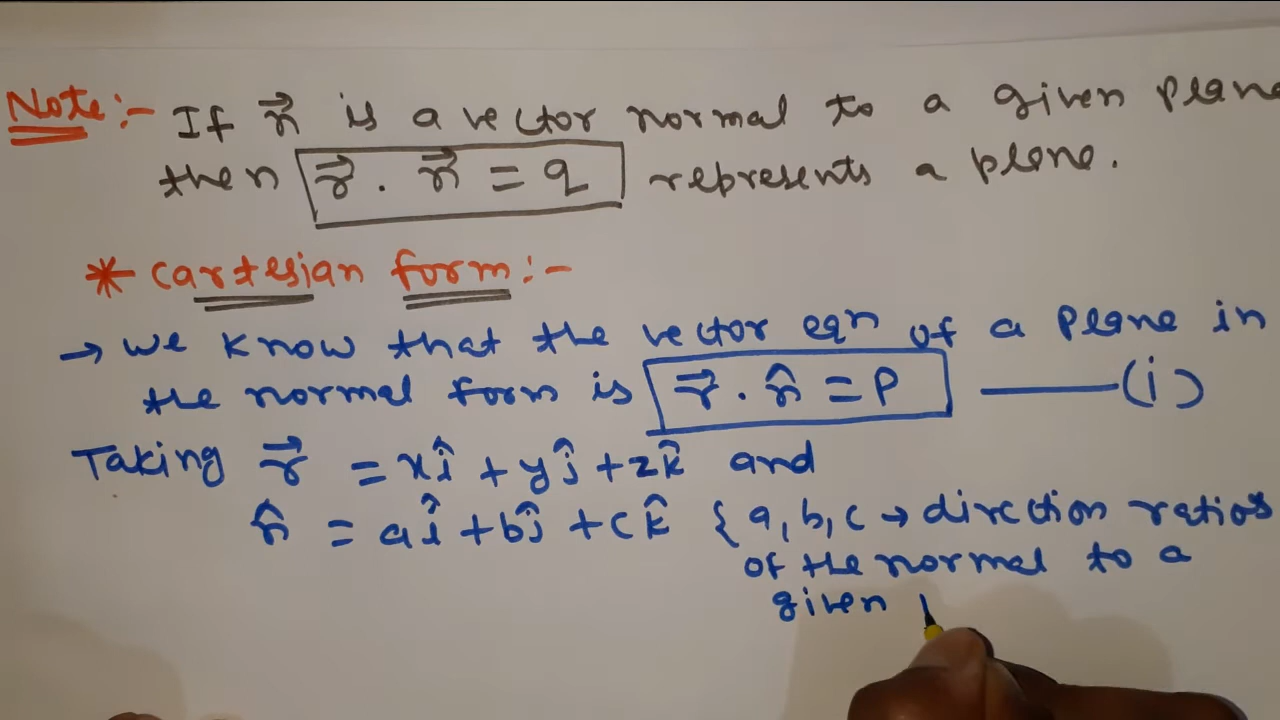 Note:- If n⃗ is a vector normal to a given plane
then r⃗ . n⃗ = q represents a plane.
* Cartesian form:-
→ We know that the vector eqn of a plane in
the normal form is r⃗ . n̂ = P ——— (i)
Taking r⃗ = xî + yĵ + zk̂ and
n̂ = aî + bĵ + ck̂ { a, b, c → direction ratios
of the normal to a
given